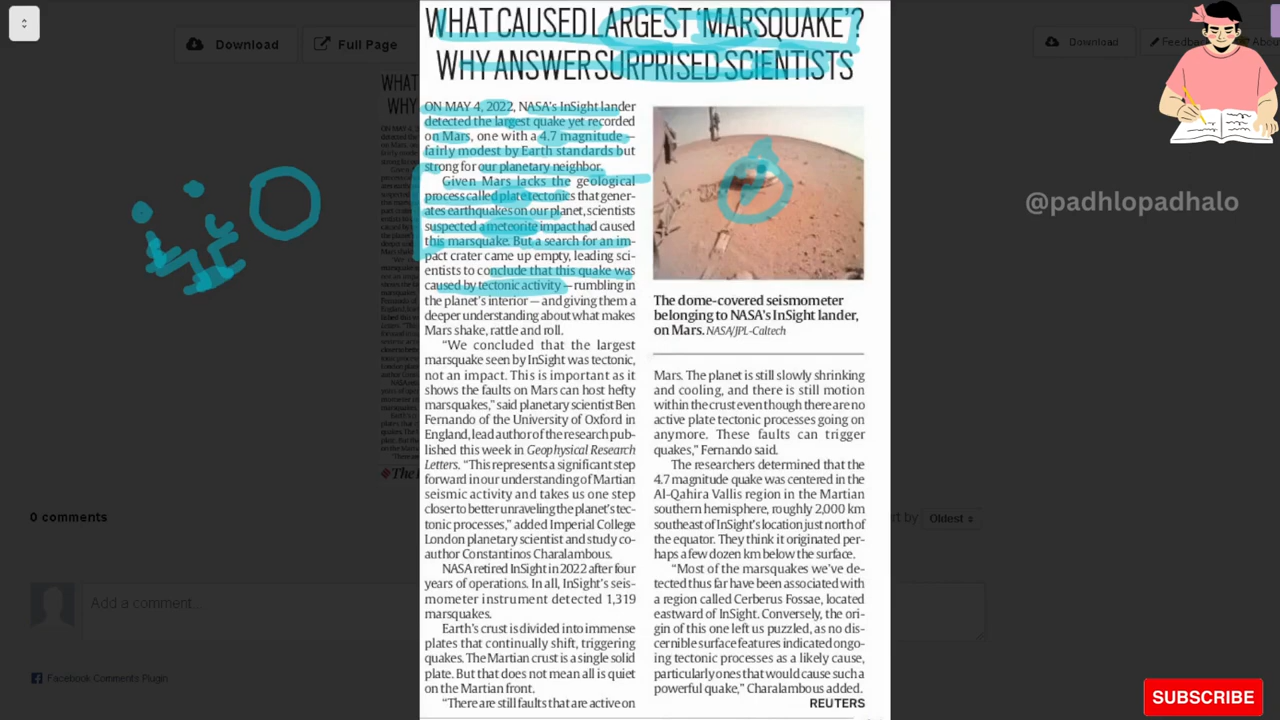 Download
Full Page
WHAT CAUSED LARGEST ‘MARSQUAKE’?
WHY ANSWER SURPRISED SCIENTISTS
ON MAY 4, 2022, NASA's InSight lander
detected the largest quake yet recorded
on Mars, one with a 4.7 magnitude —
fairly modest by Earth standards but
strong for our planetary neighbor.
Given Mars lacks the geological
process called plate tectonics that gener-
ates earthquakes on our planet, scientists
suspected a meteorite impact had caused
this marsquake. But a search for an im-
pact crater came up empty, leading sci-
entists to conclude that this quake was
caused by tectonic activity — rumbling in
the planet's interior — and giving them a
deeper understanding about what makes
Mars shake, rattle and roll.
“We concluded that the largest
marsquake seen by InSight was tectonic,
not an impact. This is important as it
shows the faults on Mars can host hefty
marsquakes,” said planetary scientist Ben
Fernando of the University of Oxford in
England, lead author of the research pub-
lished this week in Geophysical Research
Letters. “This represents a significant step
forward in our understanding of Martian
seismic activity and takes us one step
closer to better unraveling the planet's tec-
tonic processes,” added Imperial College
London planetary scientist and study co-
author Constantinos Charalambous.
NASA retired InSight in 2022 after four
years of operations. In all, InSight's seis-
mometer instrument detected 1,319
marsquakes.
Earth's crust is divided into immense
plates that continually shift, triggering
quakes. The Martian crust is a single solid
plate. But that does not mean all is quiet
on the Martian front.
“There are still faults that are active on
The dome-covered seismometer
belonging to NASA's InSight lander,
on Mars. NASA/JPL-Caltech
Mars. The planet is still slowly shrinking
and cooling, and there is still motion
within the crust even though there are no
active plate tectonic processes going on
anymore. These faults can trigger
quakes,” Fernando said.
The researchers determined that the
4.7 magnitude quake was centered in the
Al-Qahira Vallis region in the Martian
southern hemisphere, roughly 2,000 km
southeast of InSight's location just north of
the equator. They think it originated per-
haps a few dozen km below the surface.
“Most of the marsquakes we've de-
tected thus far have been associated with
a region called Cerberus Fossae, located
eastward of InSight. Conversely, the ori-
gin of this one left us puzzled, as no dis-
cernible surface features indicated ongo-
ing tectonic processes as a likely cause,
particularly ones that would cause such a
powerful quake,” Charalambous added.
REUTERS
Download
@padhlopadhalo
0 comments
Oldest
Add a comment...
Facebook Comments Plugin
SUBSCRIBE